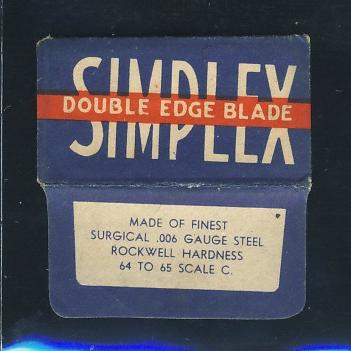 SIMPLEX
DOUBLE EDGE BLADE
MADE OF FINEST
SURGICAL .006 GAUGE STEEL
ROCKWELL HARDNESS
64 TO 65 SCALE C.